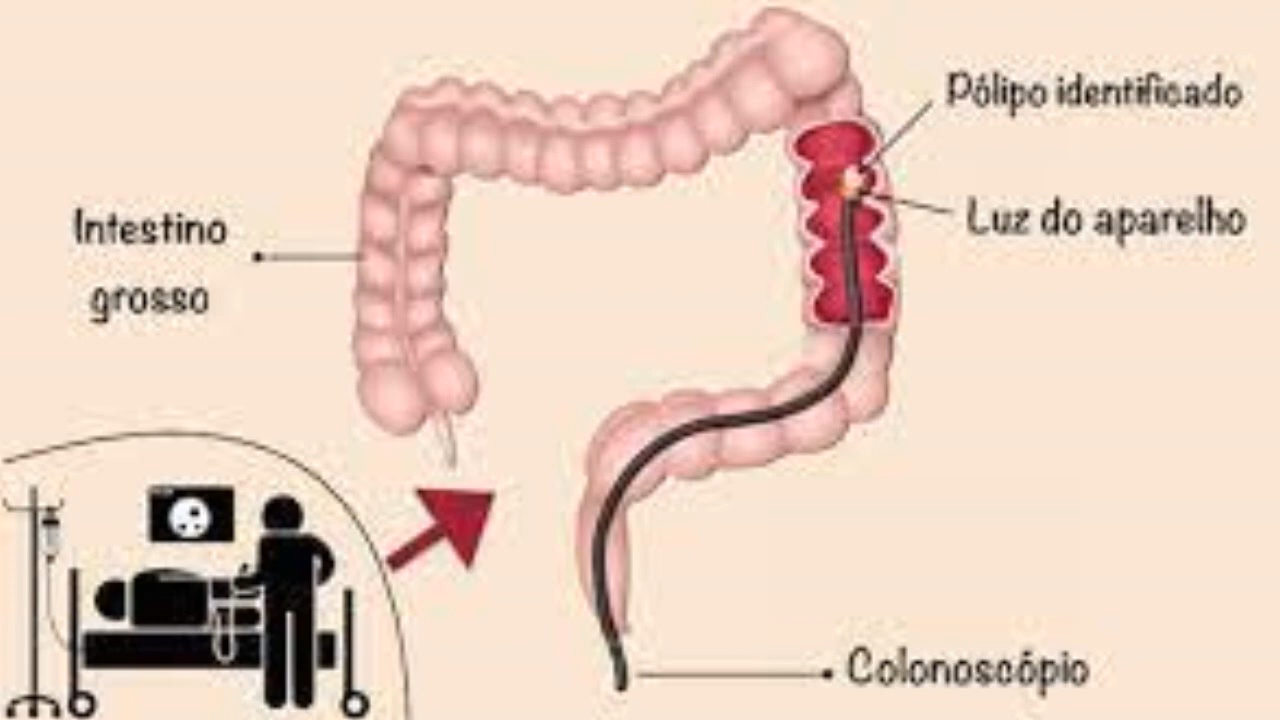 Pólipo identificado
Luz do aparelho
Intestino
grosso
Colonoscópio